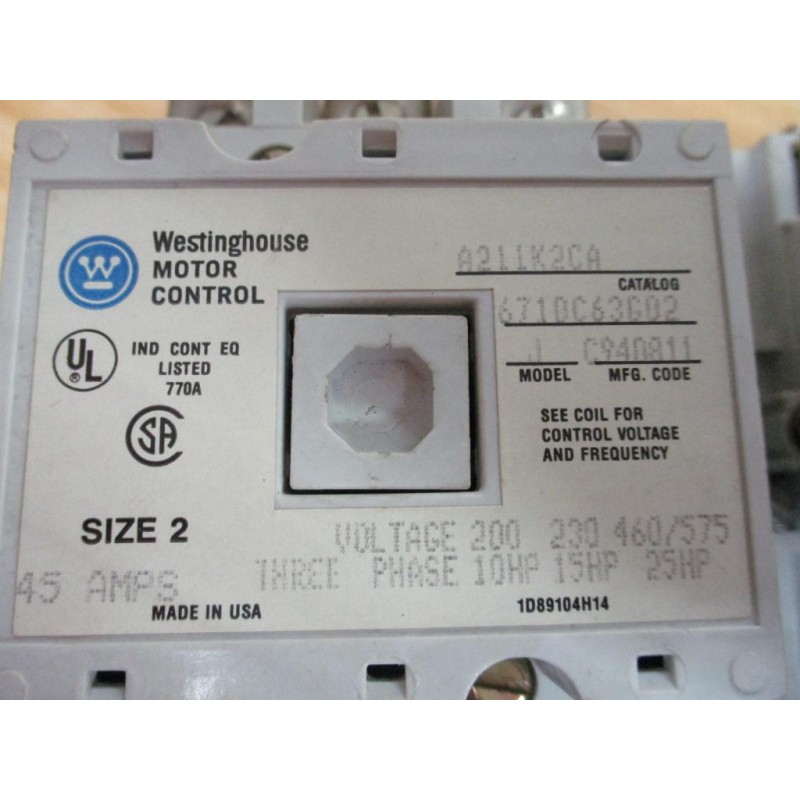 W
Westinghouse
MOTOR
CONTROL
A211K2CA
CATALOG
6710C63G02
J C940811
MODEL MFG. CODE
UL
IND CONT EQ
LISTED
770A
SA
SEE COIL FOR
CONTROL VOLTAGE
AND FREQUENCY
SIZE 2
VOLTAGE 200 230 460/575
45 AMPS THREE PHASE 10HP 15HP 25HP
MADE IN USA
1D89104H14